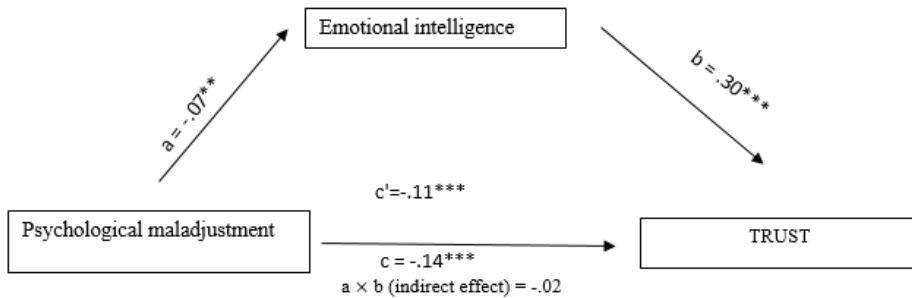 Emotional intelligence
a = -.07**
b = .30***
c'=-.11***
Psychological maladjustment
TRUST
c = -.14***
a × b (indirect effect) = -.02